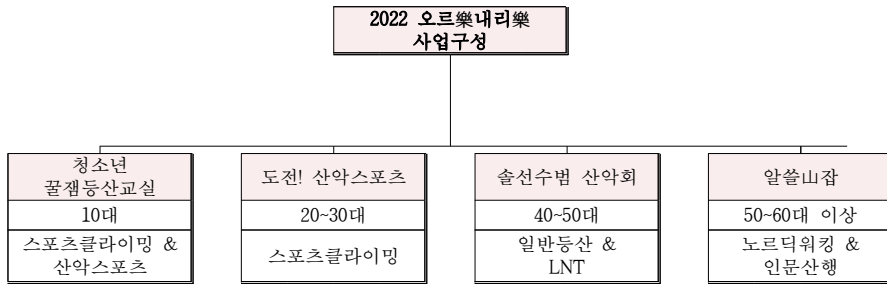 2022 오르樂내리樂
사업구성
청소년
꿀잼등산교실
10대
스포츠클라이밍 &
산악스포츠
도전! 산악스포츠
20~30대
스포츠클라이밍
솔선수범 산악회
40~50대
일반등산 &
LNT
알쓸山잡
50~60대 이상
노르딕워킹 &
인문산행